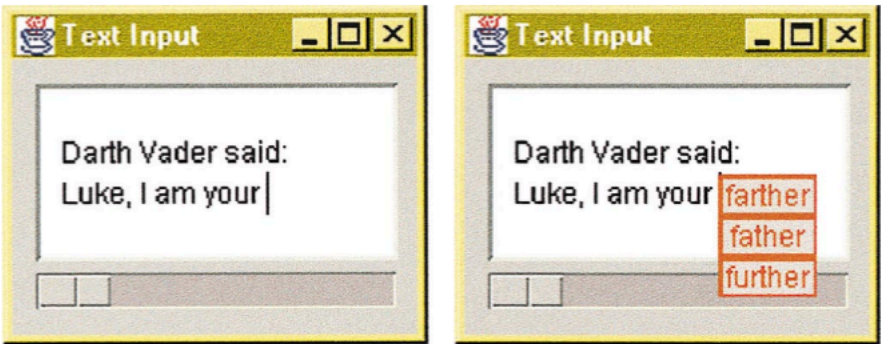 Text Input
Darth Vader said:
Luke, I am your
Text Input
Darth Vader said:
Luke, I am your
farther
father
further